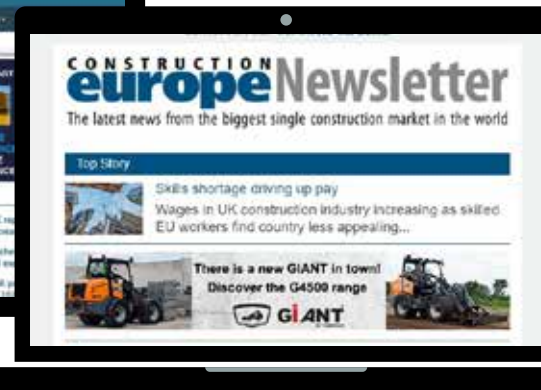 CONSTRUCTION
europe Newsletter
The latest news from the biggest single construction market in the world
Top Story
Skills shortage driving up pay
Wages in UK construction industry increasing as skilled
EU workers find country less appealing...
There is a new GIANT in town!
Discover the G4500 range
GiANT